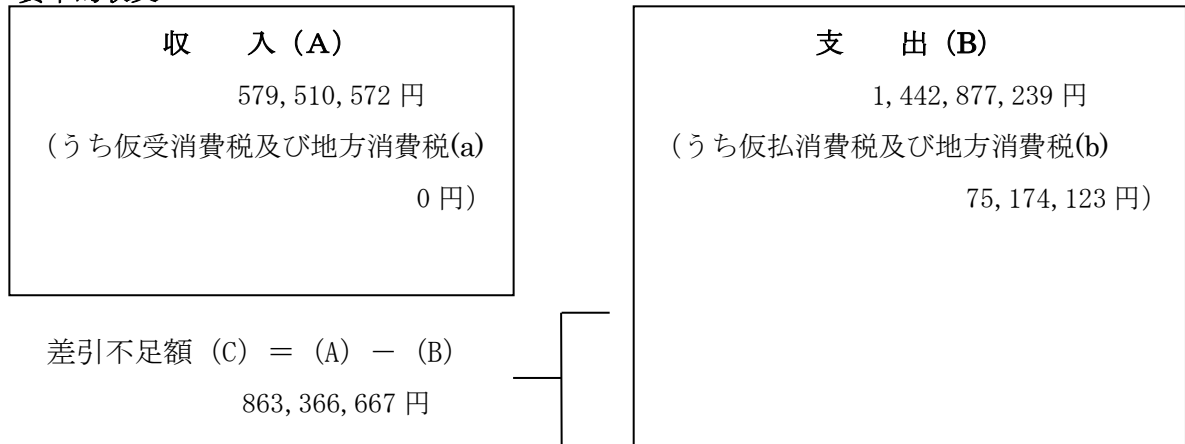 収　入（A）
579,510,572 円
（うち仮受消費税及び地方消費税(a)
0 円）
支　出（B）
1,442,877,239 円
（うち仮払消費税及び地方消費税(b)
75,174,123 円）
差引不足額（C）＝（A）－（B）
863,366,667 円